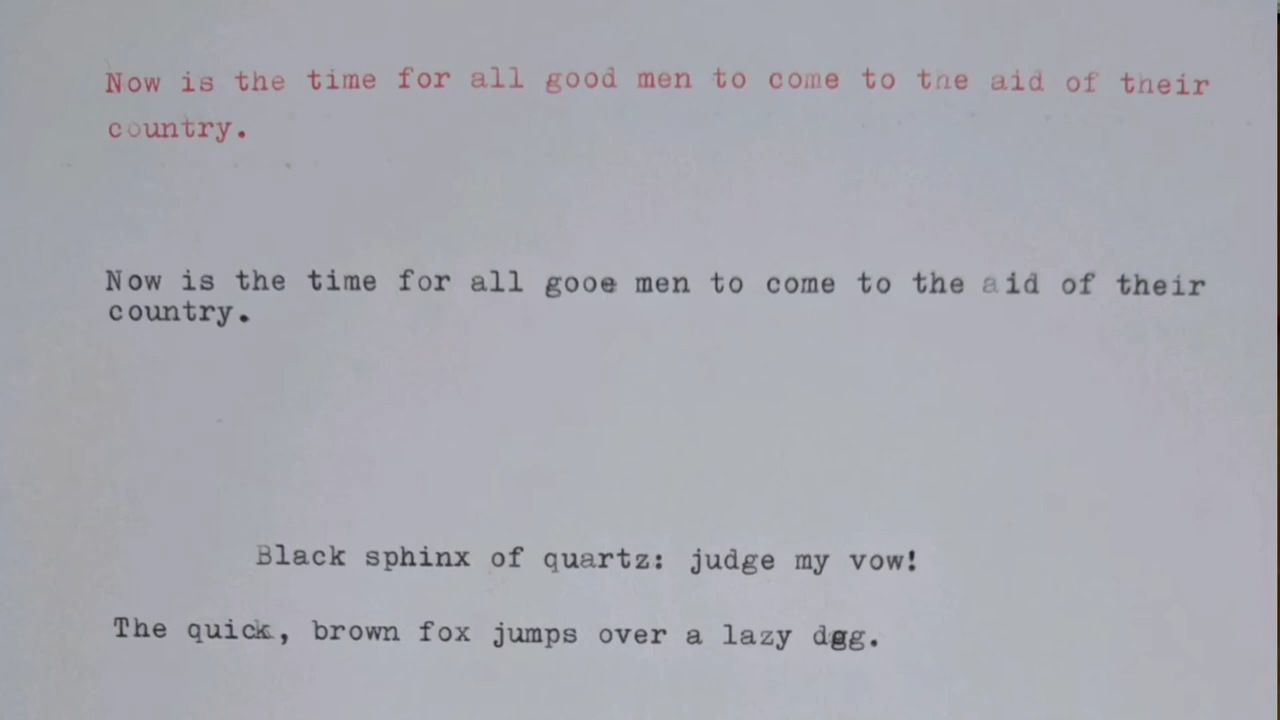 Now is the time for all good men to come to the aid of their
country.
Now is the time for all gooe men to come to the aid of their
country.
Black sphinx of quartz: judge my vow!
The quick, brown fox jumps over a lazy